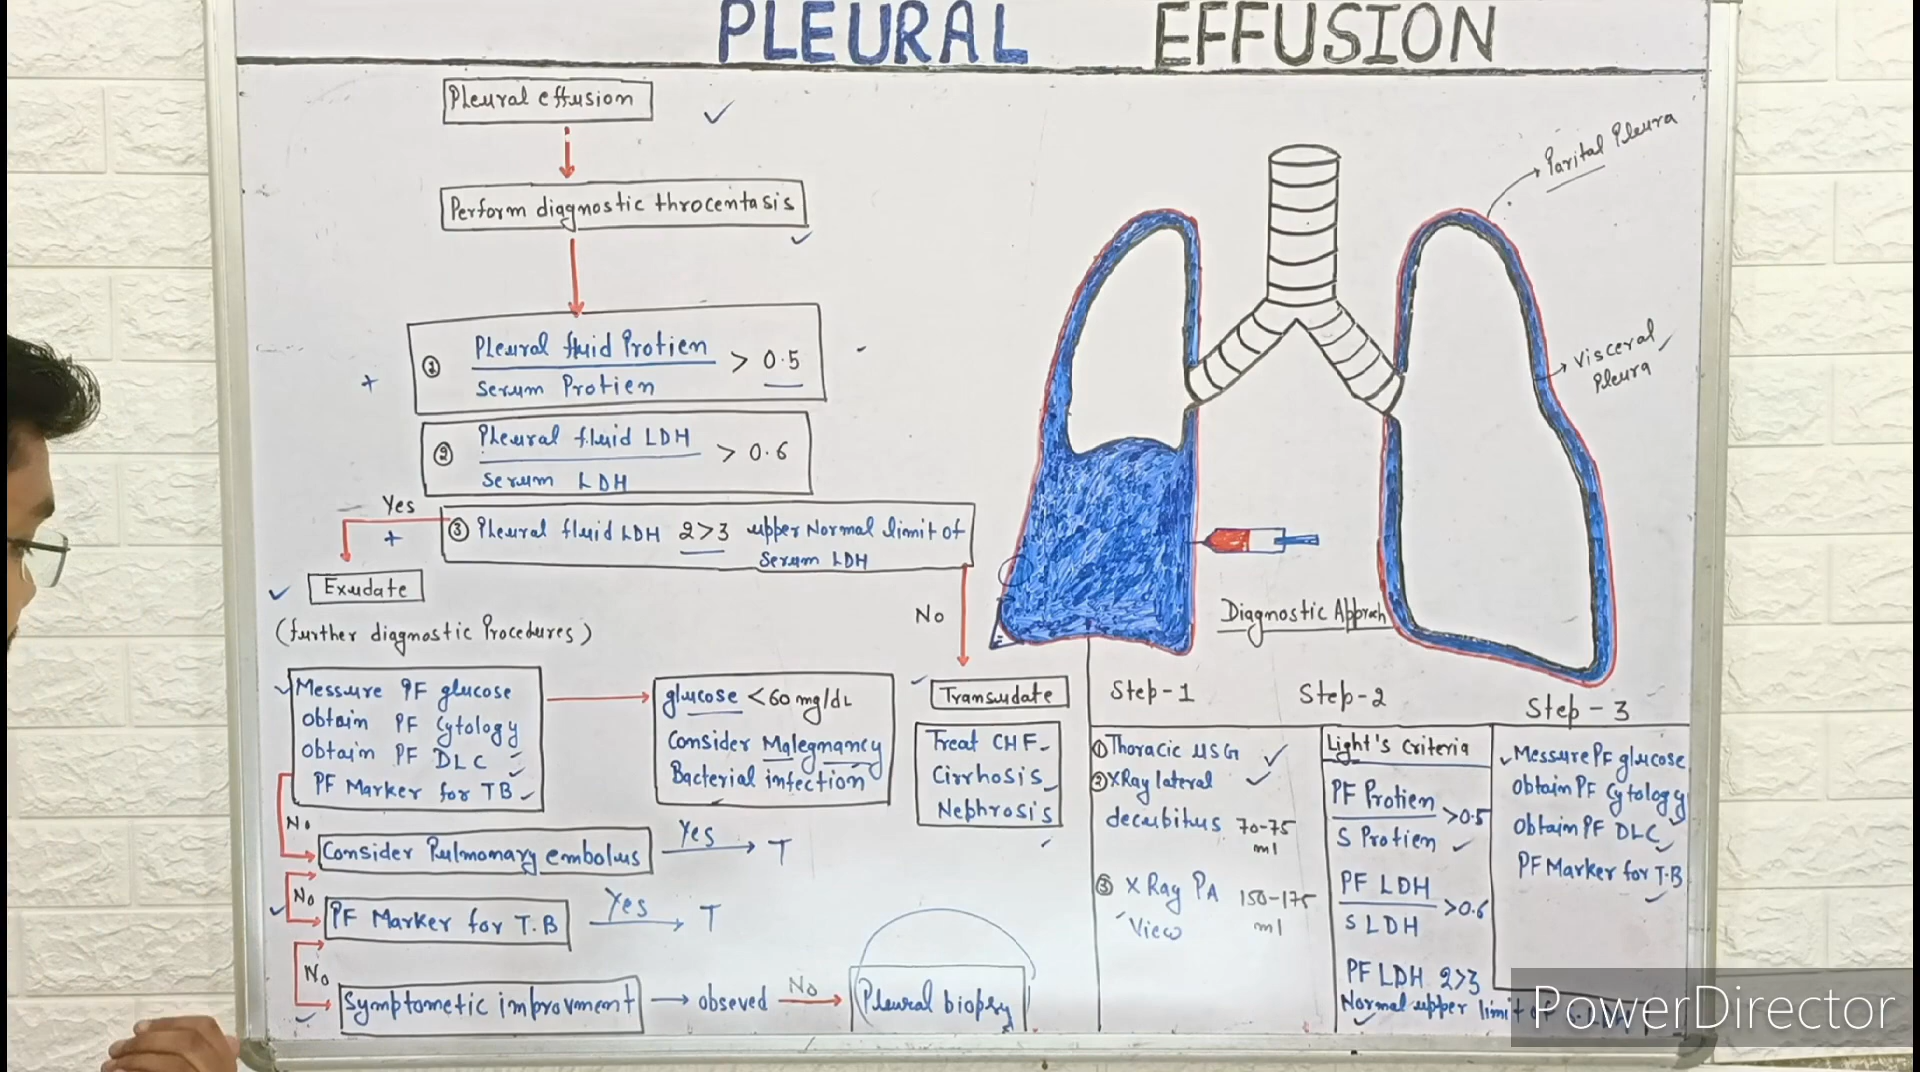 PLEURAL EFFUSION
Pleural effusion
Perform diagnostic throcentasis
① Pleural fluid Protien
Serum Protien
> 0.5
+
② Pleural fluid LDH
Serum LDH
> 0.6
③ Pleural fluid LDH 2>3 upper Normal limit of
Serum LDH
Yes
+
No
Exudate
(further diagnostic Procedures)
Messure PF glucose
obtain PF Cytology
obtain PF DLC
PF Marker for TB
glucose < 60 mg/dL
Consider Malegnancy
Bacterial infection
Transudate
Treat CHF
Cirrhosis
Nephrosis
No
Consider Pulmonary embolus
Yes
T
No
PF Marker for T.B
Yes
T
No
Symptometic improvment
obseved
No
Pleural biopsy
Parital Pleura
Visceral
Pleura
Diagnostic Apprach
Step-1
① Thoracic USG
② XRay lateral
decubitus 70-75
ml
③ X Ray PA 150-175
View ml
Step-2
Light's Criteria
PF Protien
S Protien
>0.5
PF LDH
S LDH
>0.6
PF LDH 2>3
Normal upper limit of
Step - 3
Messure PF glucose
obtain PF Cytology
obtain PF DLC
PF Marker for T.B
PowerDirector